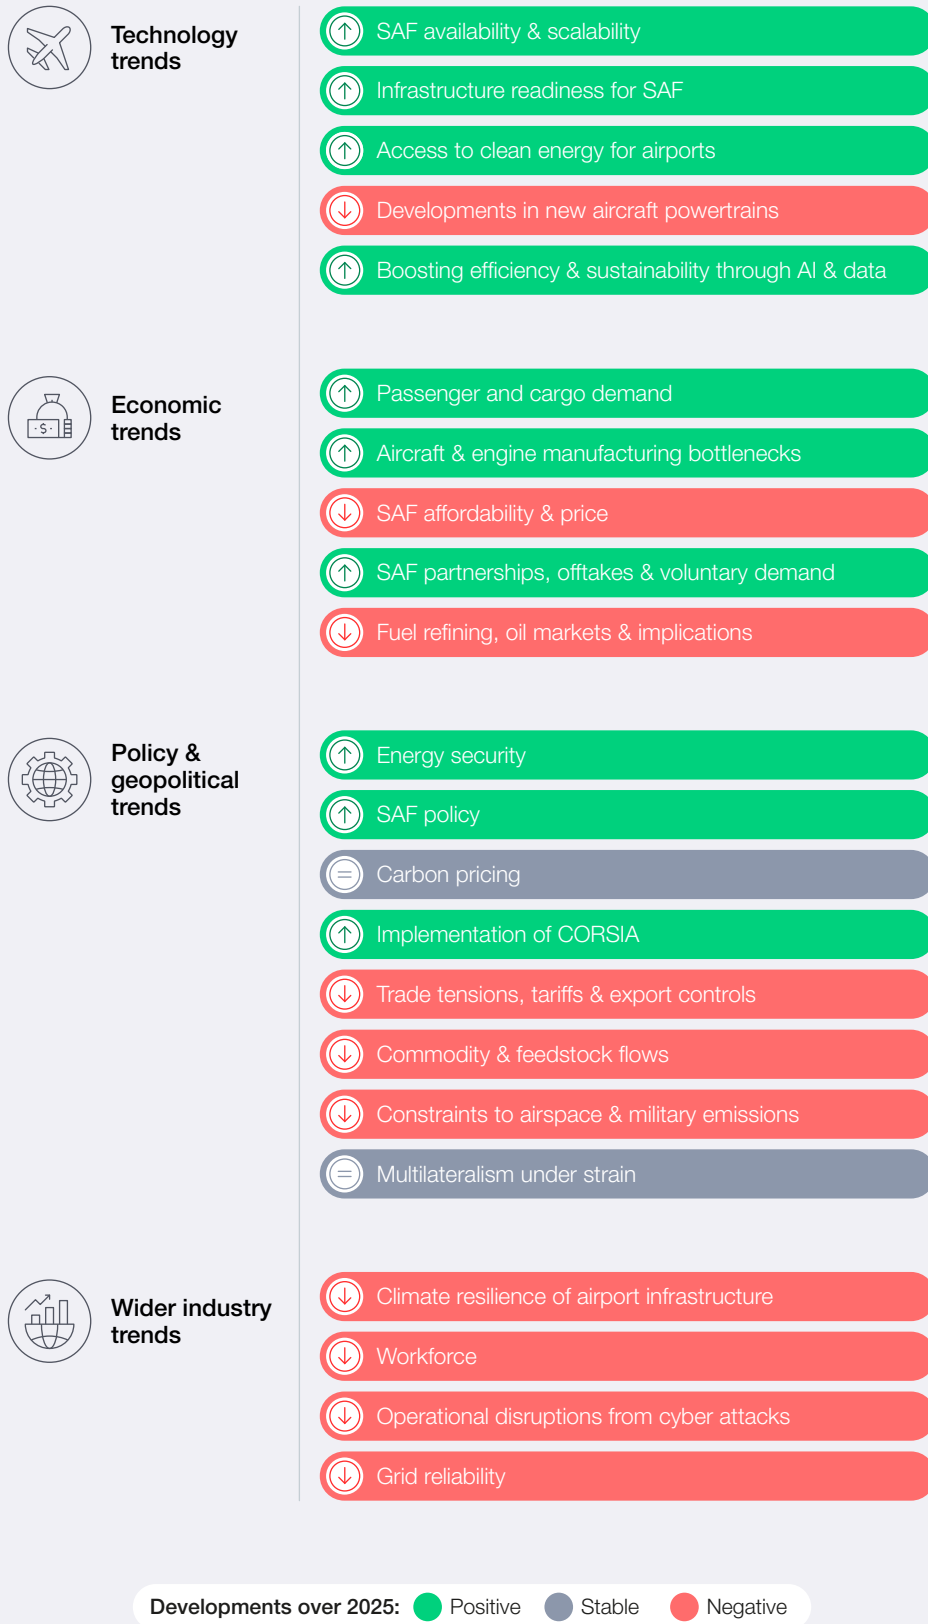 Technology
trends
SAF availability & scalability
Infrastructure readiness for SAF
Access to clean energy for airports
Developments in new aircraft powertrains
Boosting efficiency & sustainability through AI & data
Economic
trends
Passenger and cargo demand
Aircraft & engine manufacturing bottlenecks
SAF affordability & price
SAF partnerships, offtakes & voluntary demand
Fuel refining, oil markets & implications
Policy &
geopolitical
trends
Energy security
SAF policy
Carbon pricing
Implementation of CORSIA
Trade tensions, tariffs & export controls
Commodity & feedstock flows
Constraints to airspace & military emissions
Multilateralism under strain
Wider industry
trends
Climate resilience of airport infrastructure
Workforce
Operational disruptions from cyber attacks
Grid reliability
Developments over 2025: Positive Stable Negative